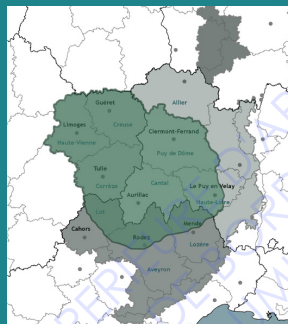 Guéret
Allier
Creuse
Limoges
Clermont-Ferrand
Haute-Vienne
Puy de Dôme
Tulle
Corrèze
Cantal
Le Puy en Velay
Aurillac
Haute-Loire
Lot
Mende
Cahors
Rodez
Lozère
Aveyron